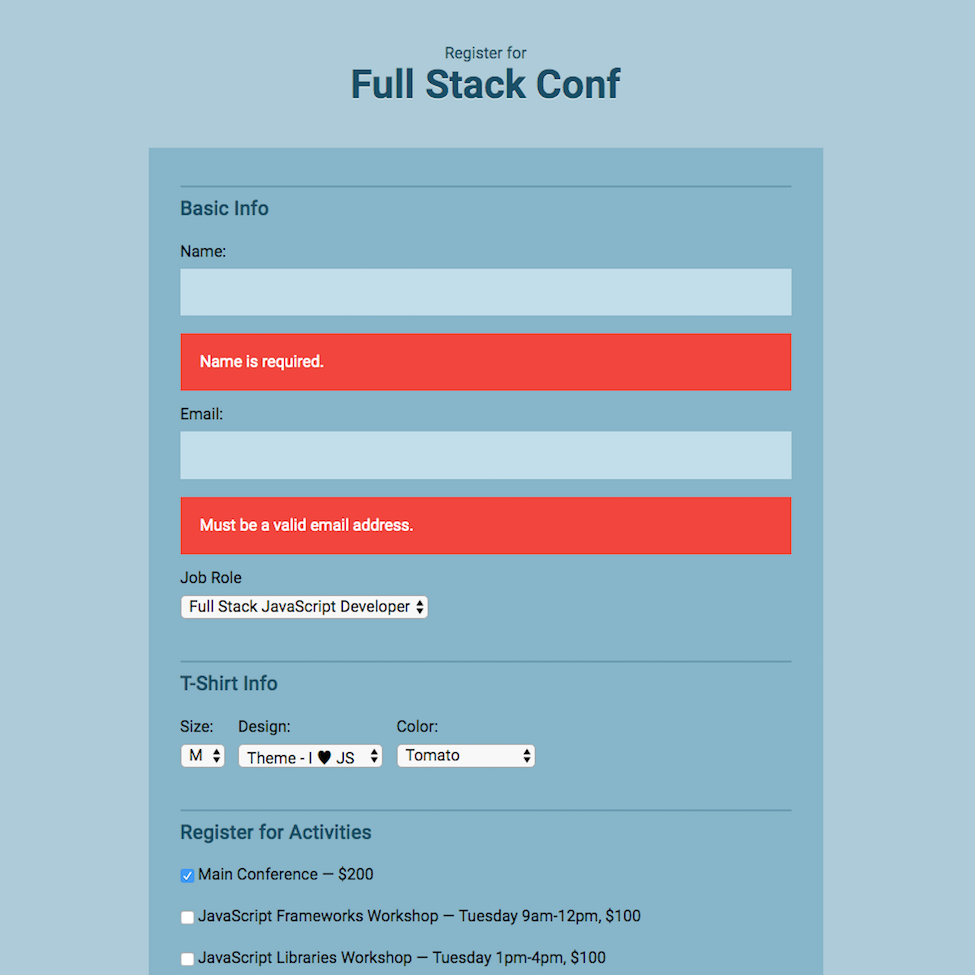 Register for
Full Stack Conf
Basic Info
Name:
Name is required.
Email:
Must be a valid email address.
Job Role
Full Stack JavaScript Developer
T-Shirt Info
Size: Design: Color:
M Theme - I ♥ JS Tomato
Register for Activities
Main Conference — $200
JavaScript Frameworks Workshop — Tuesday 9am-12pm, $100
JavaScript Libraries Workshop — Tuesday 1pm-4pm, $100